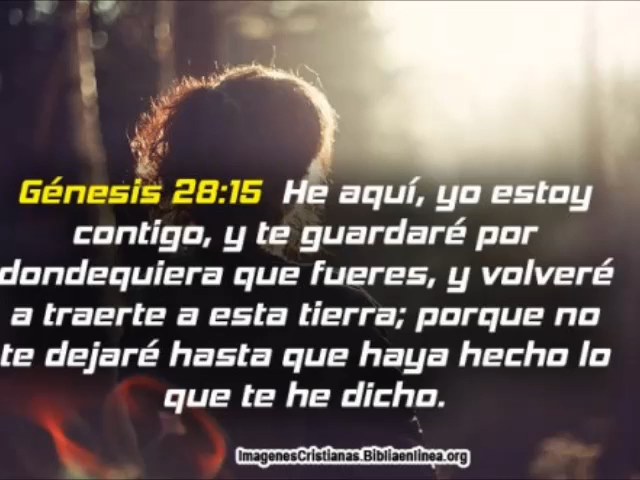 Génesis 28:15 He aquí, yo estoy
contigo, y te guardaré por
dondequiera que fueres, y volveré
a traerte a esta tierra; porque no
te dejaré hasta que haya hecho lo
que te he dicho.
ImagenesCristianas.Bibliaenlinea.org